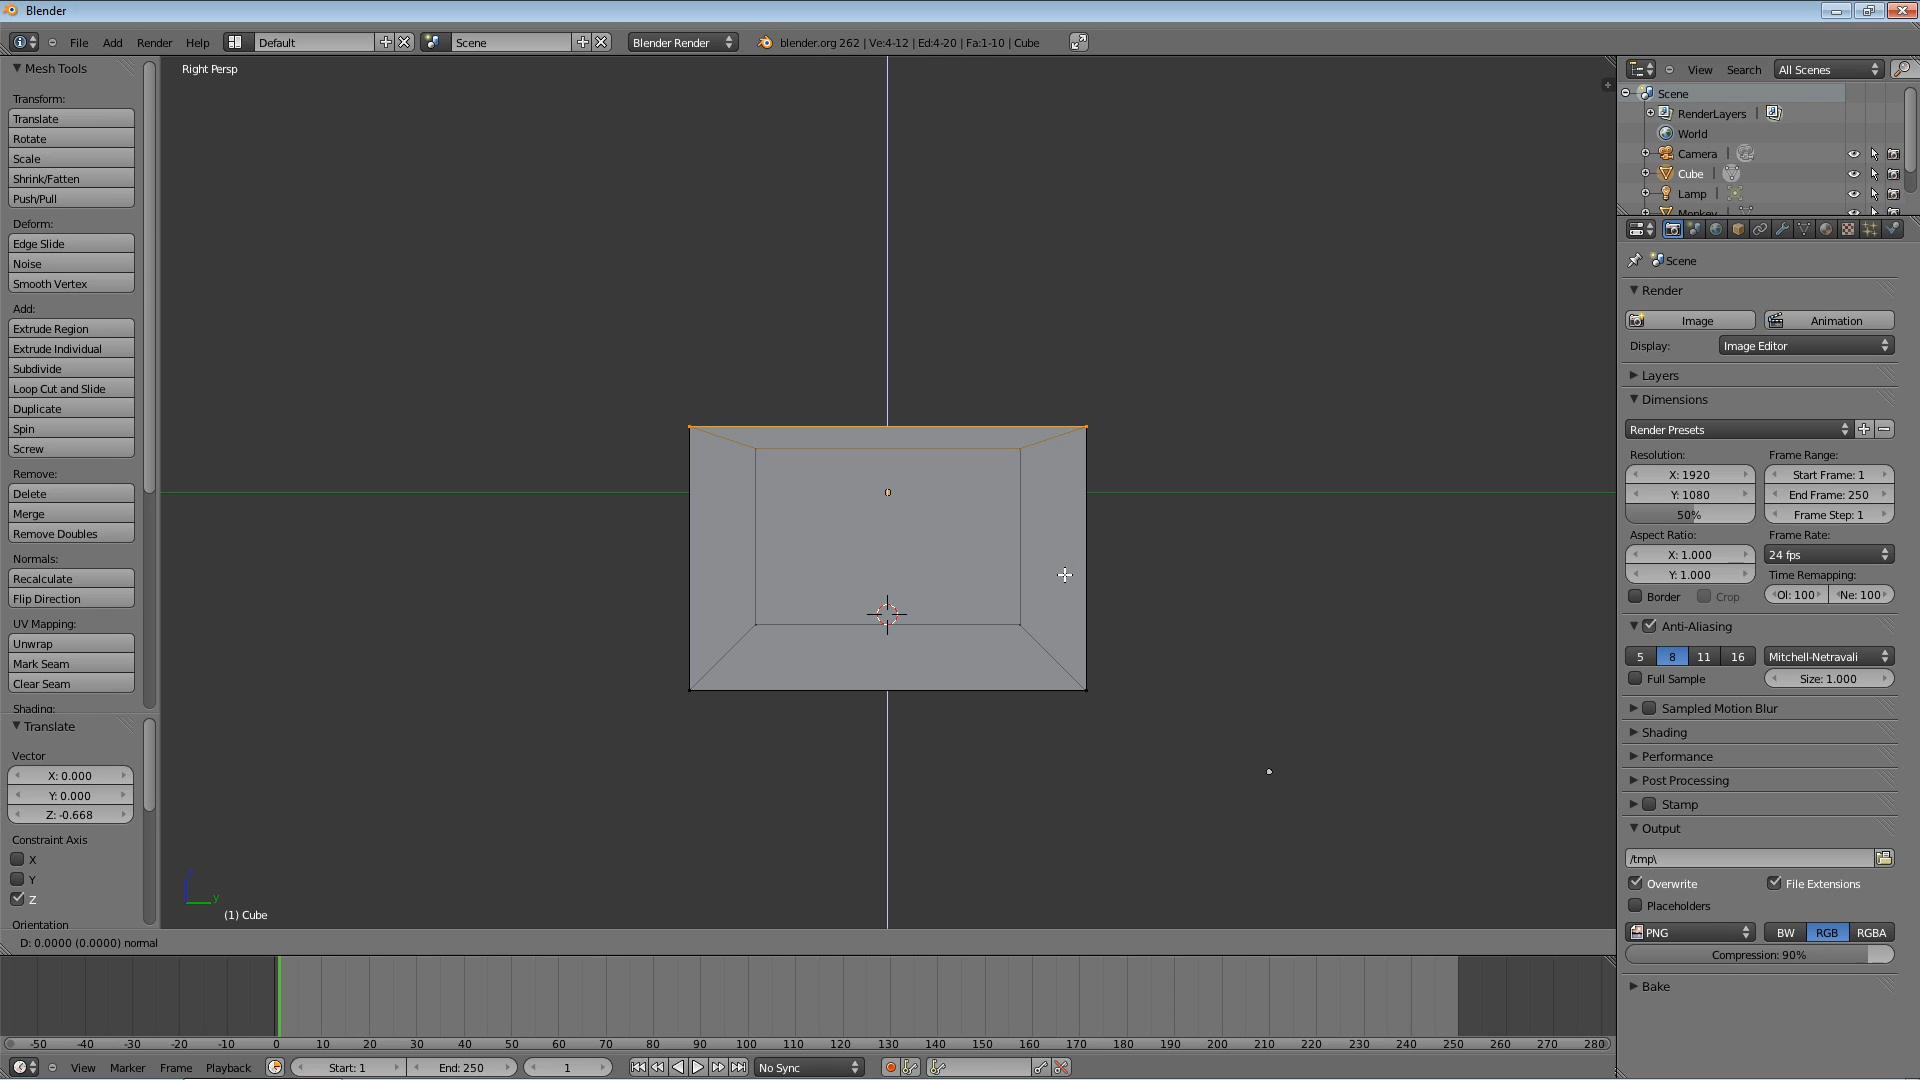 Blender
File Add Render Help Default Scene Blender Render blender.org 262 | Ve:4-12 | Ed:4-20 | Fa:1-10 | Cube
Mesh Tools
Transform:
Translate
Rotate
Scale
Shrink/Fatten
Push/Pull
Deform:
Edge Slide
Noise
Smooth Vertex
Add:
Extrude Region
Extrude Individual
Subdivide
Loop Cut and Slide
Duplicate
Spin
Screw
Remove:
Delete
Merge
Remove Doubles
Normals:
Recalculate
Flip Direction
UV Mapping:
Unwrap
Mark Seam
Clear Seam
Shading:
Translate
Vector
X: 0.000
Y: 0.000
Z: -0.668
Constraint Axis
X
Y
Z
Orientation
Right Persp
y
(1) Cube
D: 0.0000 (0.0000) normal
View Search All Scenes
Scene
RenderLayers |
World
Camera |
Cube |
Lamp |
Monkey
Scene
Render
Image Animation
Display: Image Editor
Layers
Dimensions
Render Presets
Resolution: Frame Range:
X: 1920 Start Frame: 1
Y: 1080 End Frame: 250
50% Frame Step: 1
Aspect Ratio: Frame Rate:
X: 1.000 24 fps
Y: 1.000 Time Remapping:
Border Crop Ol: 100 Ne: 100
Anti-Aliasing
5 8 11 16 Mitchell-Netravali
Full Sample Size: 1.000
Sampled Motion Blur
Shading
Performance
Post Processing
Stamp
Output
/tmp\
Overwrite File Extensions
Placeholders
PNG BW RGB RGBA
Compression: 90%
Bake
-50 -40 -30 -20 -10 0 10 20 30 40 50 60 70 80 90 100 110 120 130 140 150 160 170 180 190 200 210 220 230 240 250 260 270 280
View Marker Frame Playback Start: 1 End: 250 1 No Sync